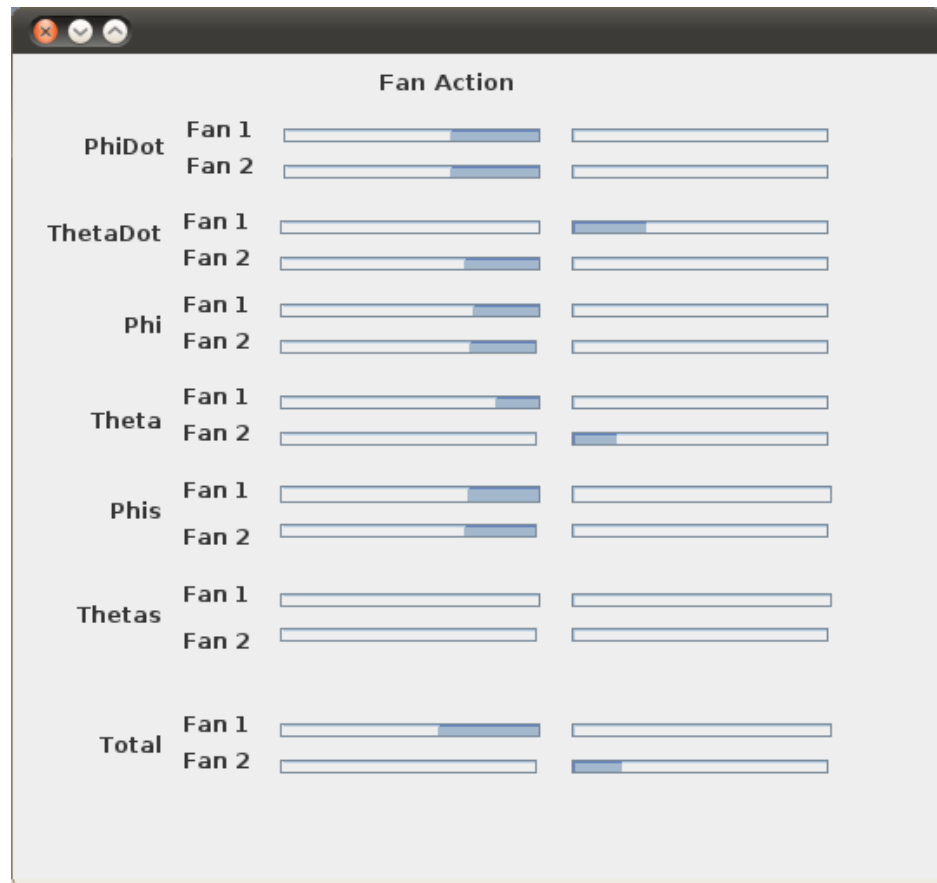 Fan Action
PhiDot
Fan 1
Fan 2
ThetaDot
Fan 1
Fan 2
Phi
Fan 1
Fan 2
Theta
Fan 1
Fan 2
Phis
Fan 1
Fan 2
Thetas
Fan 1
Fan 2
Total
Fan 1
Fan 2